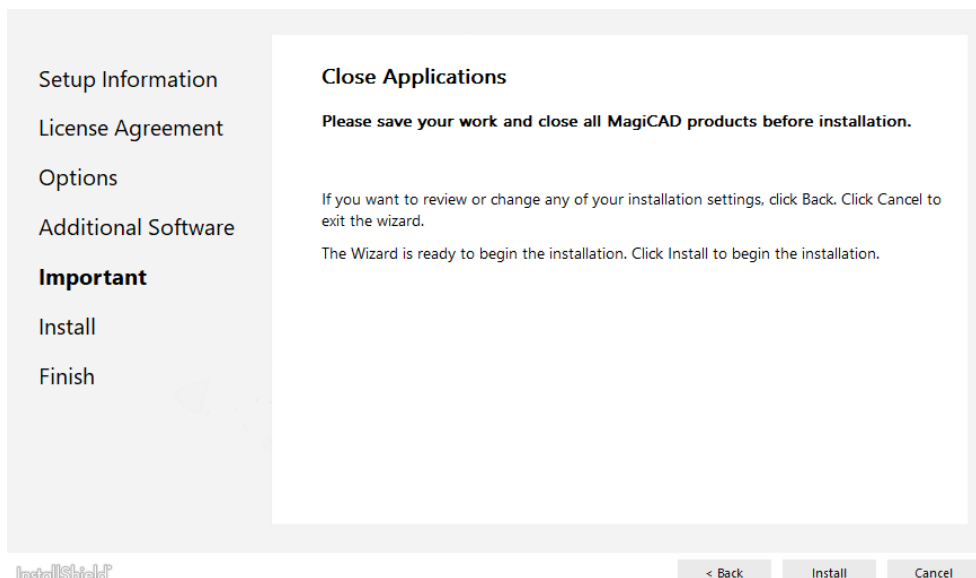 Setup Information
License Agreement
Options
Additional Software
Important
Install
Finish
Close Applications
Please save your work and close all MagiCAD products before installation.
If you want to review or change any of your installation settings, click Back. Click Cancel to
exit the wizard.
The Wizard is ready to begin the installation. Click Install to begin the installation.
InstallShield
< Back
Install
Cancel